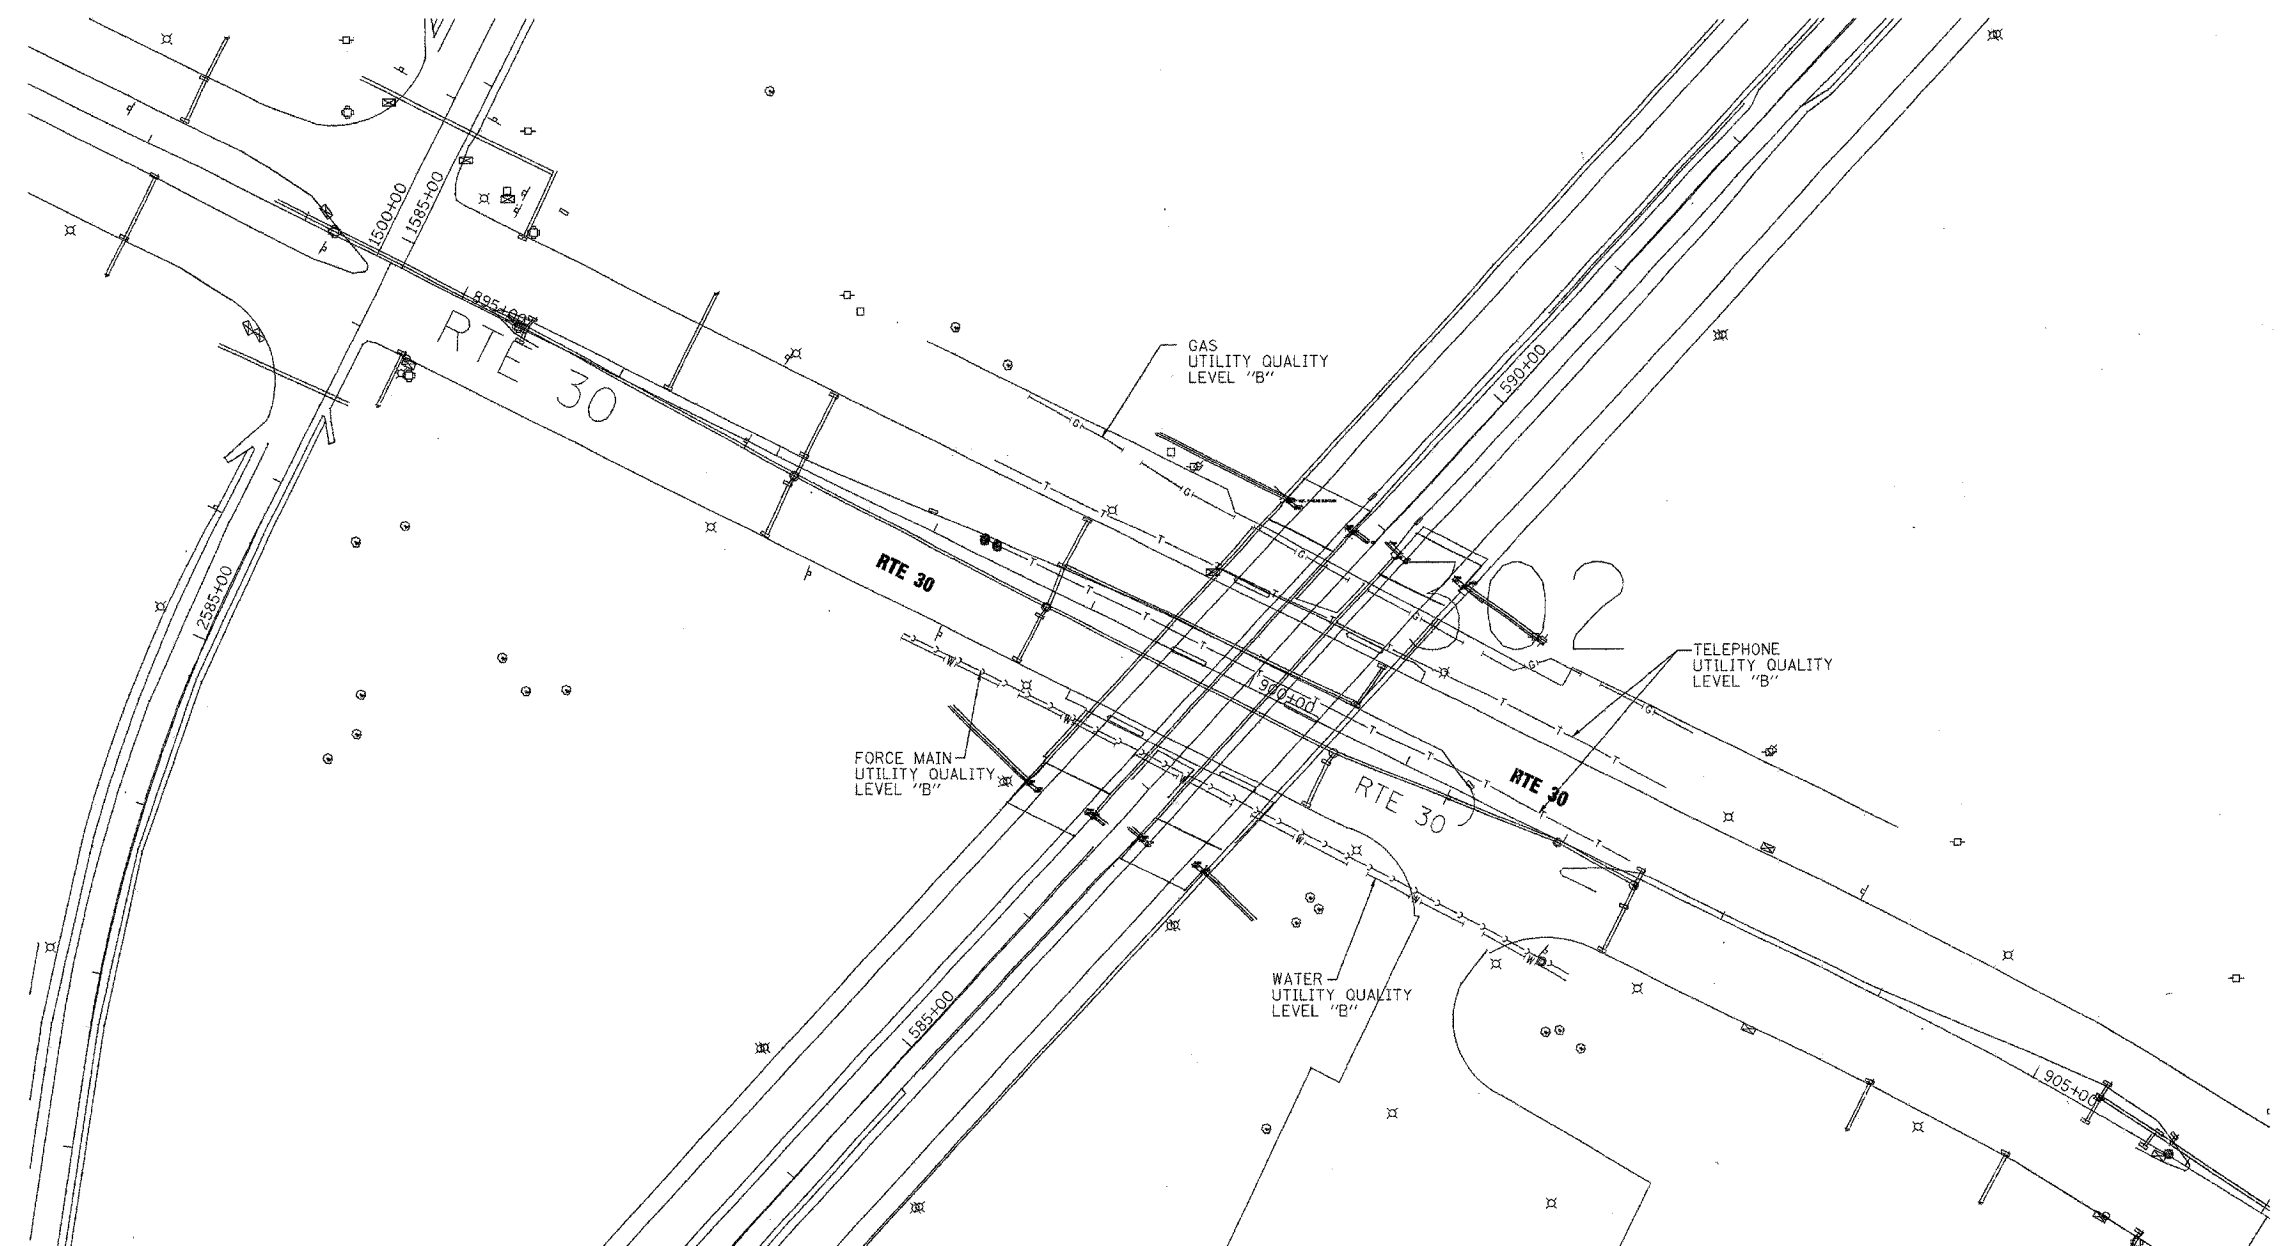 1500+00
1585+00
895+00
RTE 30
GAS
UTILITY QUALITY
LEVEL "B"
590+00
G
G
T
T
T
G
2585+00
RTE 30
T
T
T
T
T
G
602
TELEPHONE
UTILITY QUALITY
LEVEL "B"
G
T
T
T
G
W
900+00
W
FORCE MAIN
UTILITY QUALITY
LEVEL "B"
T
T
T
RTE 30
RTE 30
W
W
T
T
W
WATER
UTILITY QUALITY
LEVEL "B"
W
585+00
905+00